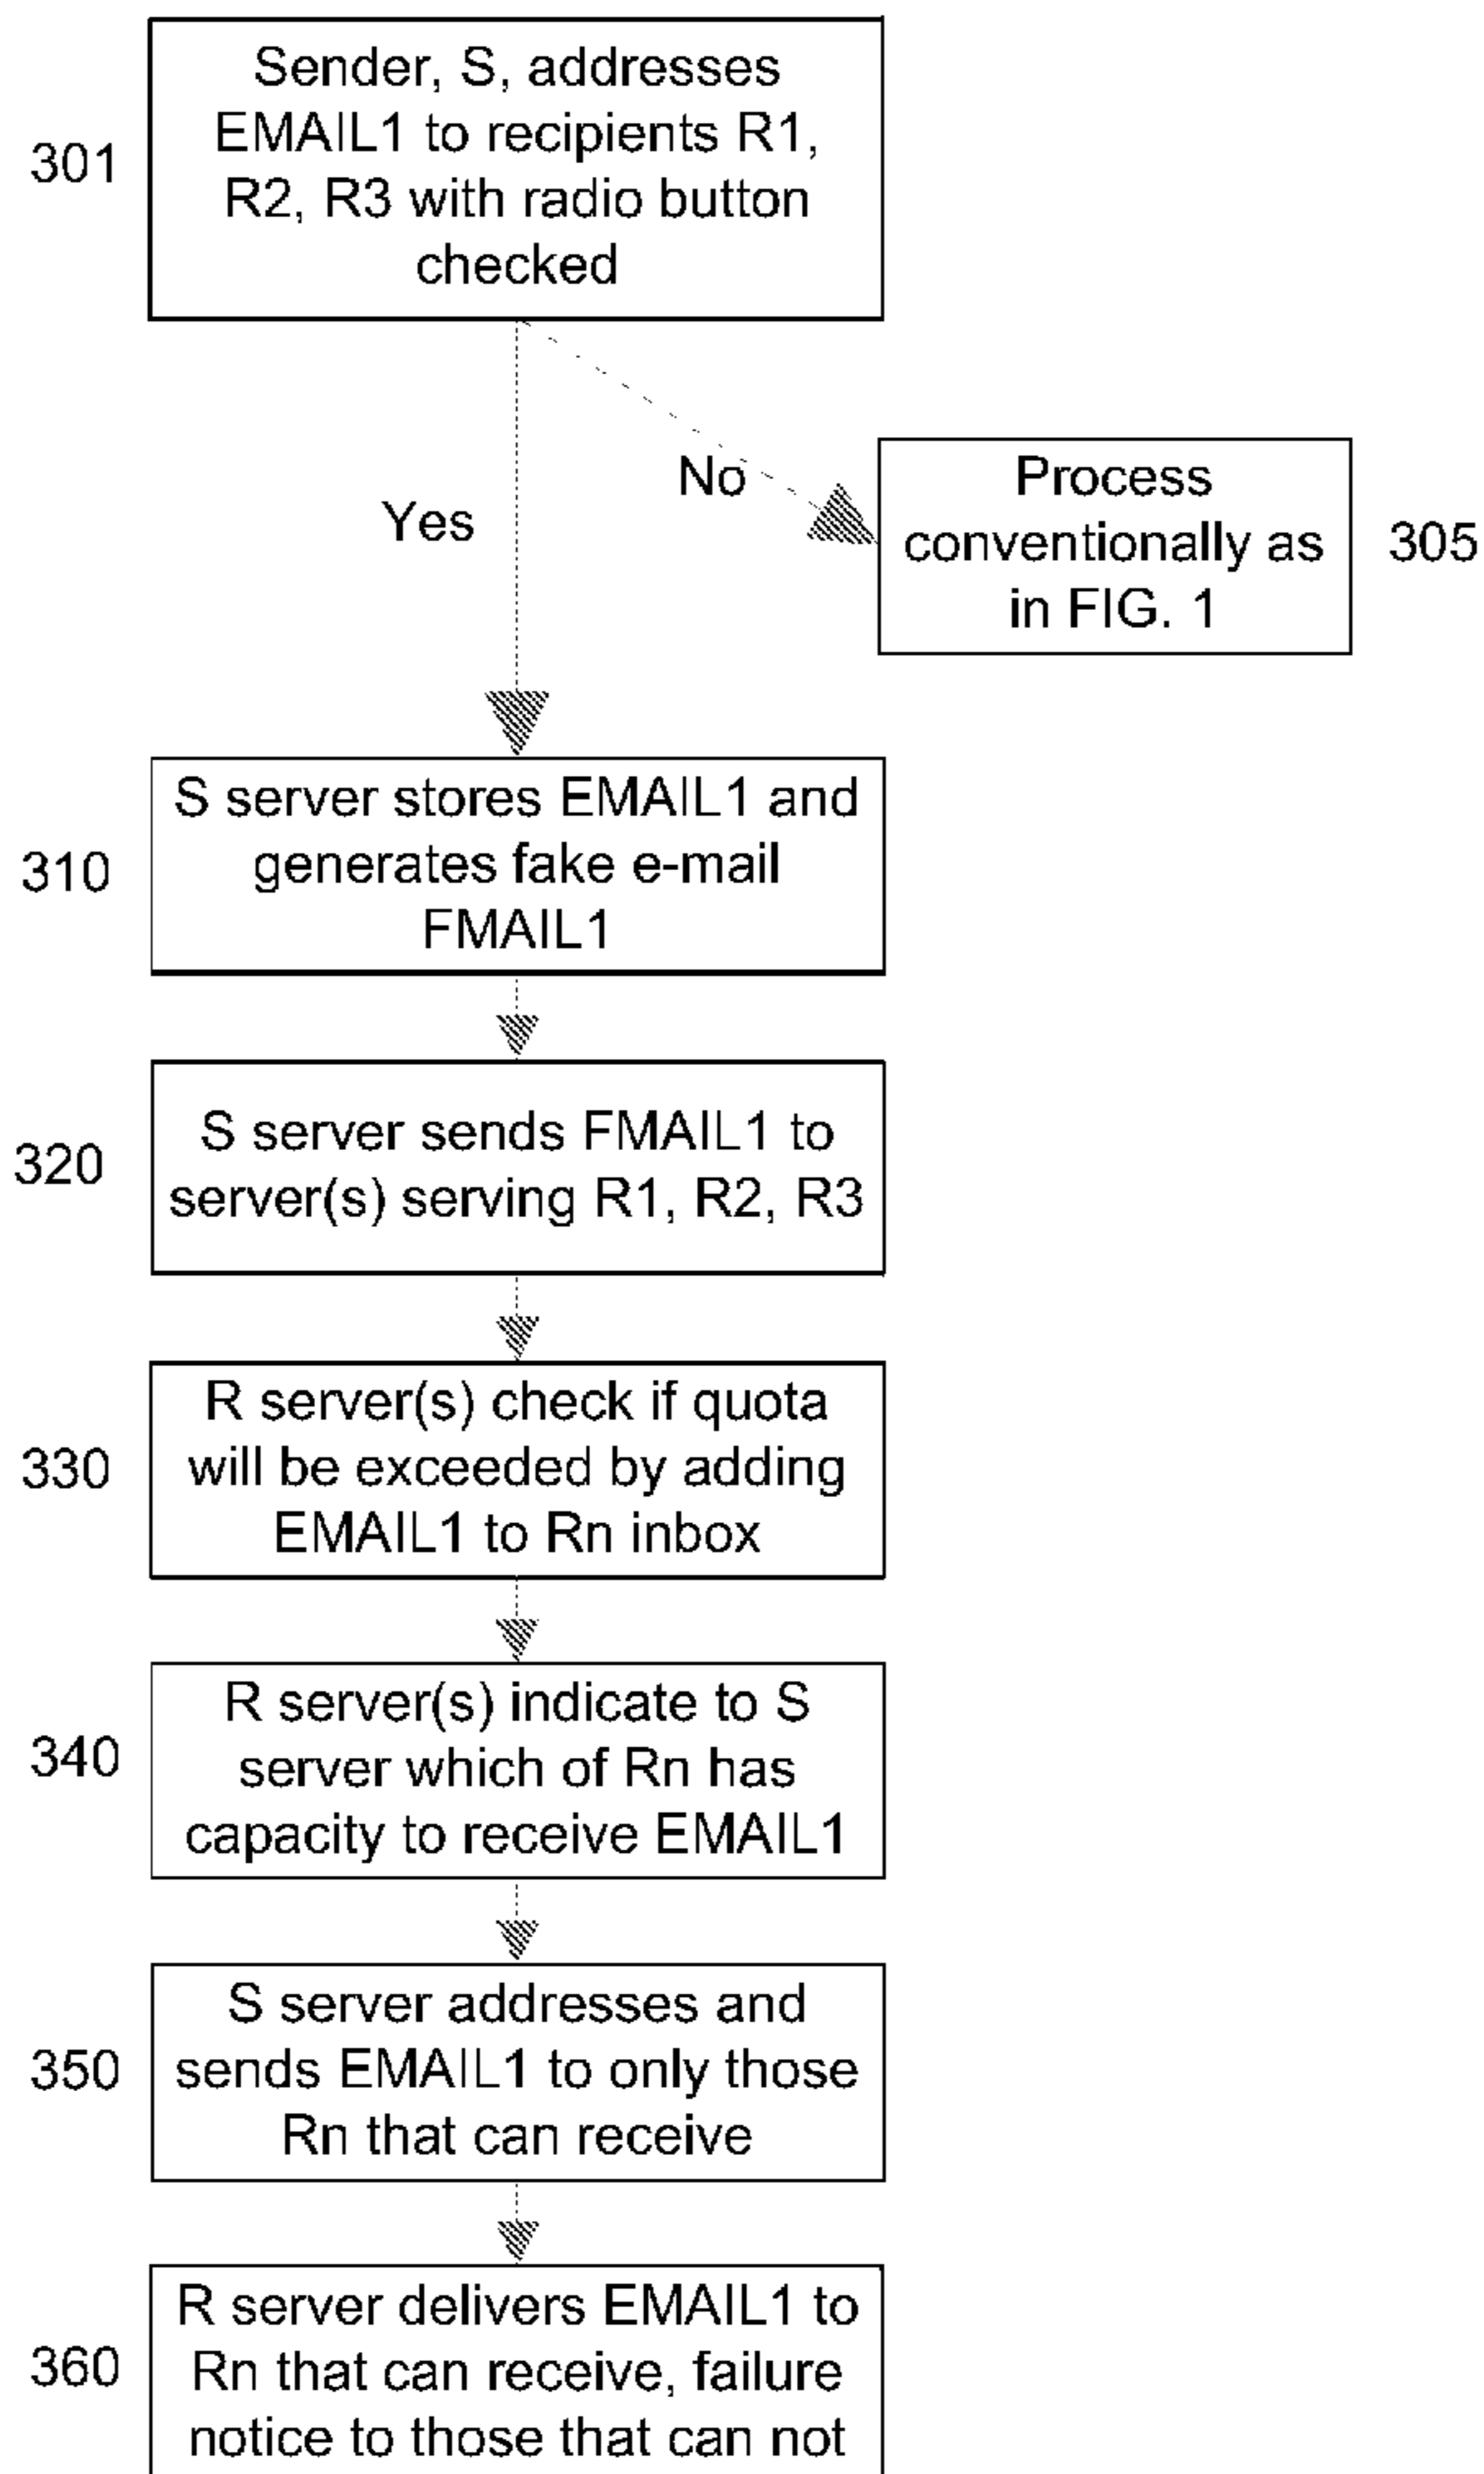 Sender, S, addresses
EMAIL1 to recipients R1,
R2, R3 with radio button
checked
301
No
Yes
Process
conventionally as
in FIG. 1
305
S server stores EMAIL1 and
generates fake e-mail
FMAIL1
310
S server sends FMAIL1 to
server(s) serving R1, R2, R3
320
R server(s) check if quota
will be exceeded by adding
EMAIL1 to Rn inbox
330
R server(s) indicate to S
server which of Rn has
capacity to receive EMAIL1
340
S server addresses and
sends EMAIL1 to only those
Rn that can receive
350
R server delivers EMAIL1 to
Rn that can receive, failure
notice to those that can not
360